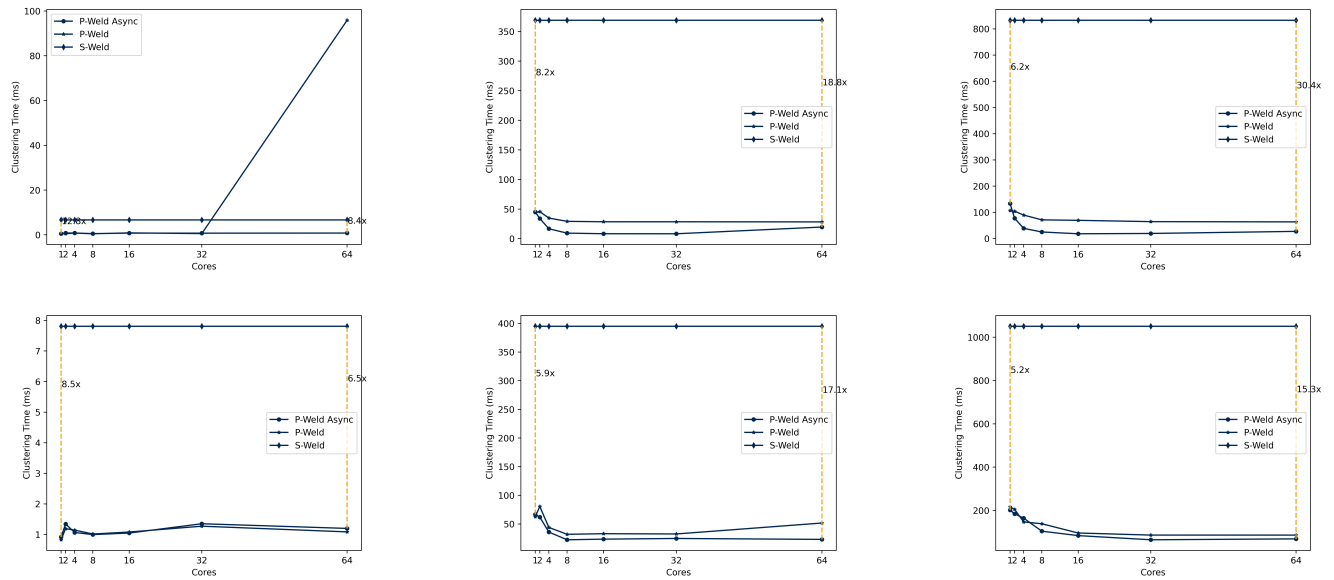 100
80
60
40
20
0
Clustering Time (ms)
P-Weld Async
P-Weld
S-Weld
8.4x
1 2 4 8 16 32 64
Cores
350
300
250
200
150
100
50
0
Clustering Time (ms)
8.2x
18.8x
P-Weld Async
P-Weld
S-Weld
1 2 4 8 16 32 64
Cores
800
700
600
500
400
300
200
100
0
Clustering Time (ms)
6.2x
30.4x
P-Weld Async
P-Weld
S-Weld
1 2 4 8 16 32 64
Cores
8
7
6
5
4
3
2
1
Clustering Time (ms)
8.5x
6.5x
P-Weld Async
P-Weld
S-Weld
1 2 4 8 16 32 64
Cores
400
350
300
250
200
150
100
50
Clustering Time (ms)
5.9x
17.1x
P-Weld Async
P-Weld
S-Weld
1 2 4 8 16 32 64
Cores
1000
800
600
400
200
Clustering Time (ms)
5.2x
15.3x
P-Weld Async
P-Weld
S-Weld
1 2 4 8 16 32 64
Cores